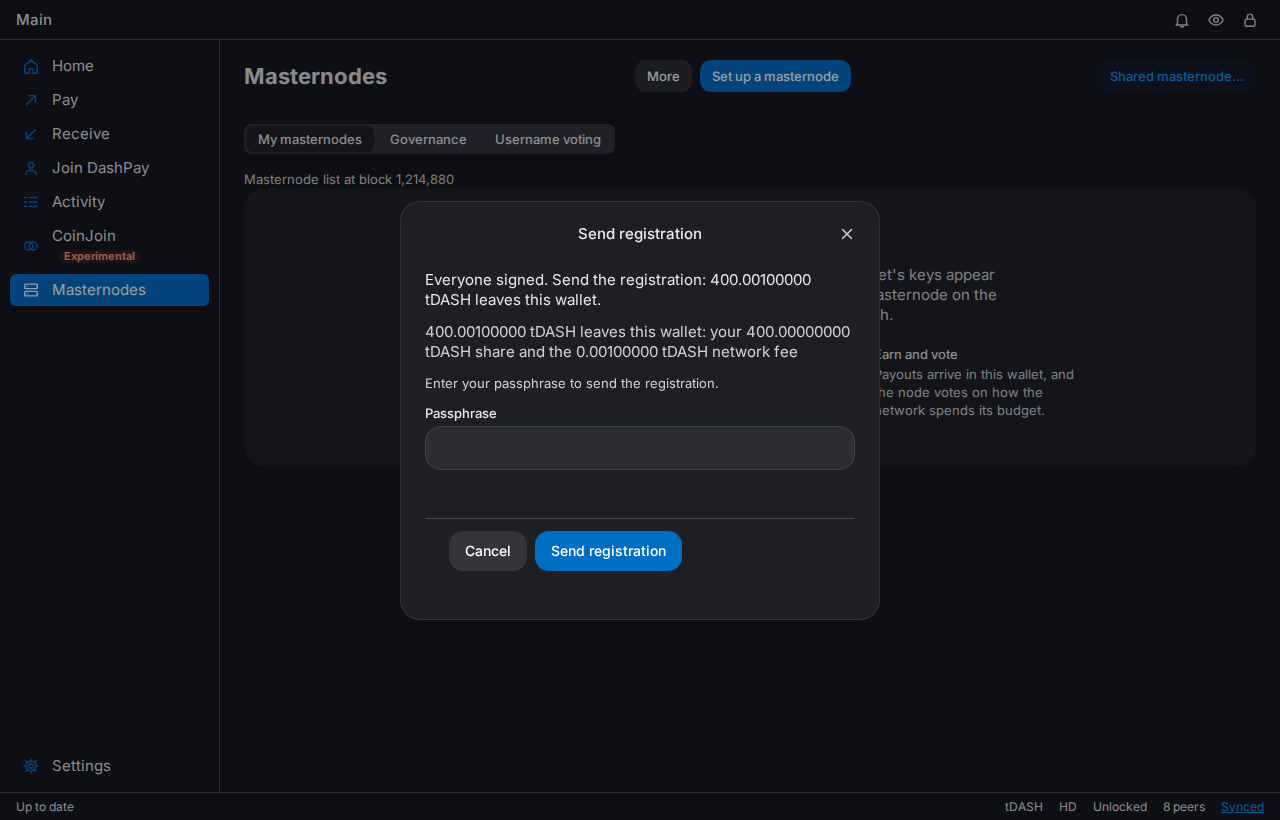 Main
Home
Pay
Receive
Join DashPay
Activity
CoinJoin
Experimental
Masternodes
Settings
Masternodes
More
Set up a masternode
Shared masternode...
My masternodes
Governance
Username voting
Masternode list at block 1,214,880
keys appear
on the
Earn and vote
Payouts arrive in this wallet, and
the node votes on how the
network spends its budget.
Send registration
Everyone signed. Send the registration: 400.00100000
tDASH leaves this wallet.
400.00100000 tDASH leaves this wallet: your 400.00000000
tDASH share and the 0.00100000 tDASH network fee
Enter your passphrase to send the registration.
Passphrase
Cancel
Send registration
Up to date
tDASH
HD
Unlocked
8 peers
Synced